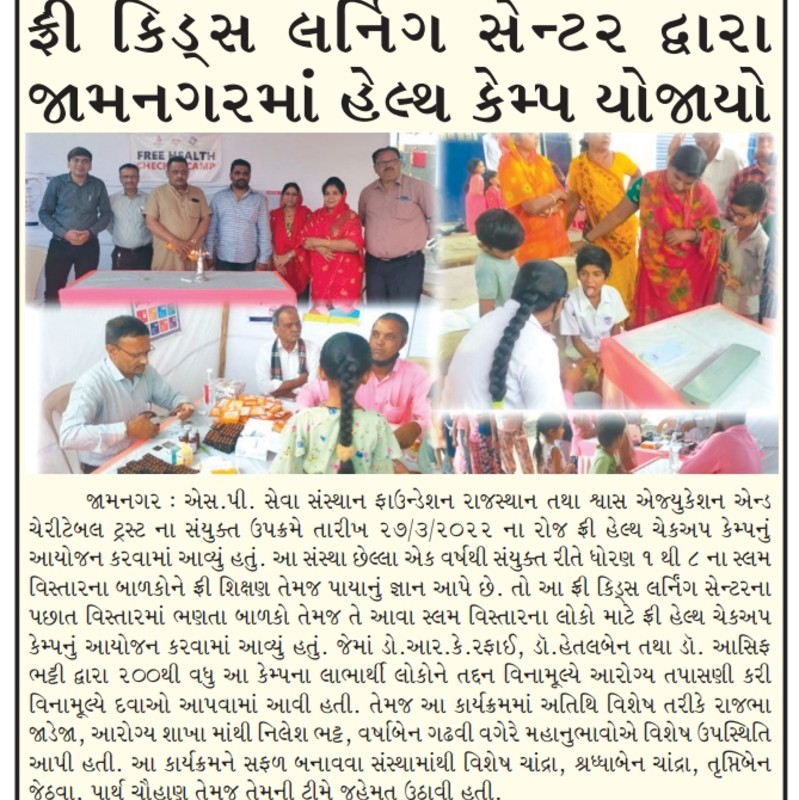 ફ્રી કિડ્સ લર્નિંગ સેન્ટર દ્વારા
જામનગરમાં હેલ્થ કેમ્પ યોજાયો
FREE HEALTH
CHECK CAMP
જામનગર : એસ.પી. સેવા સંસ્થાન ફાઉન્ડેશન રાજસ્થાન તથા શ્વાસ એજ્યુકેશન એન્ડ
ચેરીટેબલ ટ્રસ્ટ ના સંયુક્ત ઉપક્રમે તારીખ ૨૭/૩/૨૦૨૨ ના રોજ ફ્રી હેલ્થ ચેકઅપ કેમ્પનું
આયોજન કરવામાં આવ્યું હતું. આ સંસ્થા છેલ્લા એક વર્ષથી સંયુક્ત રીતે ધોરણ ૧ થી ૮ ના સ્લમ
વિસ્તારના બાળકોને ફ્રી શિક્ષણ તેમજ પાયાનું જ્ઞાન આપે છે. તો આ ફ્રી કિડ્સ લર્નિંગ સેન્ટરના
પછાત વિસ્તારમાં ભણતા બાળકો તેમજ તે આવા સ્લમ વિસ્તારના લોકો માટે ફ્રી હેલ્થ ચેકઅપ
કેમ્પનું આયોજન કરવામાં આવ્યું હતું. જેમાં ડો.આર.કે.રફાઈ, ડૉ.હેતલબેન તથા ડૉ. આસિફ
ભટ્ટી દ્વારા ૨૦૦થી વધુ આ કેમ્પના લાભાર્થી લોકોને તદ્દન વિનામૂલ્યે આરોગ્ય તપાસણી કરી
વિનામૂલ્યે દવાઓ આપવામાં આવી હતી. તેમજ આ કાર્યક્રમમાં અતિથિ વિશેષ તરીકે રાજભા
જાડેજા, આરોગ્ય શાખા માંથી નિલેશ ભટ્ટ, વર્ષાબેન ગઢવી વગેરે મહાનુભાવોએ વિશેષ ઉપસ્થિતિ
આપી હતી. આ કાર્યક્રમને સફળ બનાવવા સંસ્થામાંથી વિશેષ ચાંદ્રા, શ્રધ્ધાબેન ચાંદ્રા, તૃપ્તિબેન
જેઠવા, પાર્થ ચૌહાણ તેમજ તેમની ટીમે જહેમત ઉઠાવી હતી.